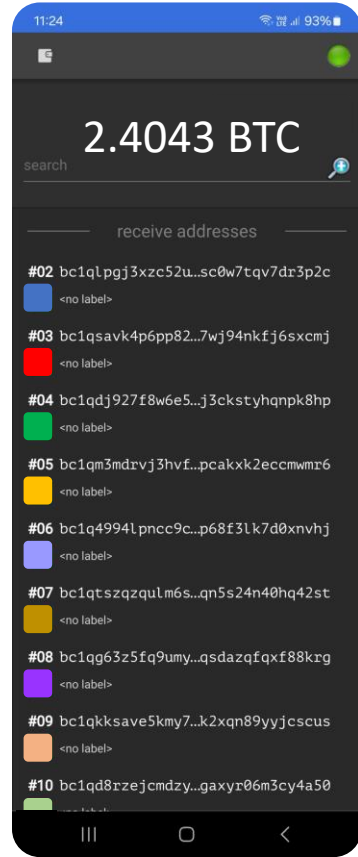 11:24 93%
2.4043 BTC
search
receive addresses
#02 bc1qlpgj3xzc52u…sc0w7tqv7dr3p2c
<no label>
#03 bc1qsavk4p6pp82…7wj94nkfj6sxcmj
<no label>
#04 bc1qdj927f8w6e5…j3ckstyhqnpk8hp
<no label>
#05 bc1qm3mdrvj3hvf…pcakxk2eccmwmr6
<no label>
#06 bc1q4994lpncc9c…p68f3lk7d0xnvhj
<no label>
#07 bc1qtszqzqulm6s…qn5s24n40hq42st
<no label>
#08 bc1qg63z5fq9umy…qsdazqfqxf88krg
<no label>
#09 bc1qkksave5kmy7…k2xqn89yyjcscus
<no label>
#10 bc1qd8rzejcmdzy…gaxyr06m3cy4a50